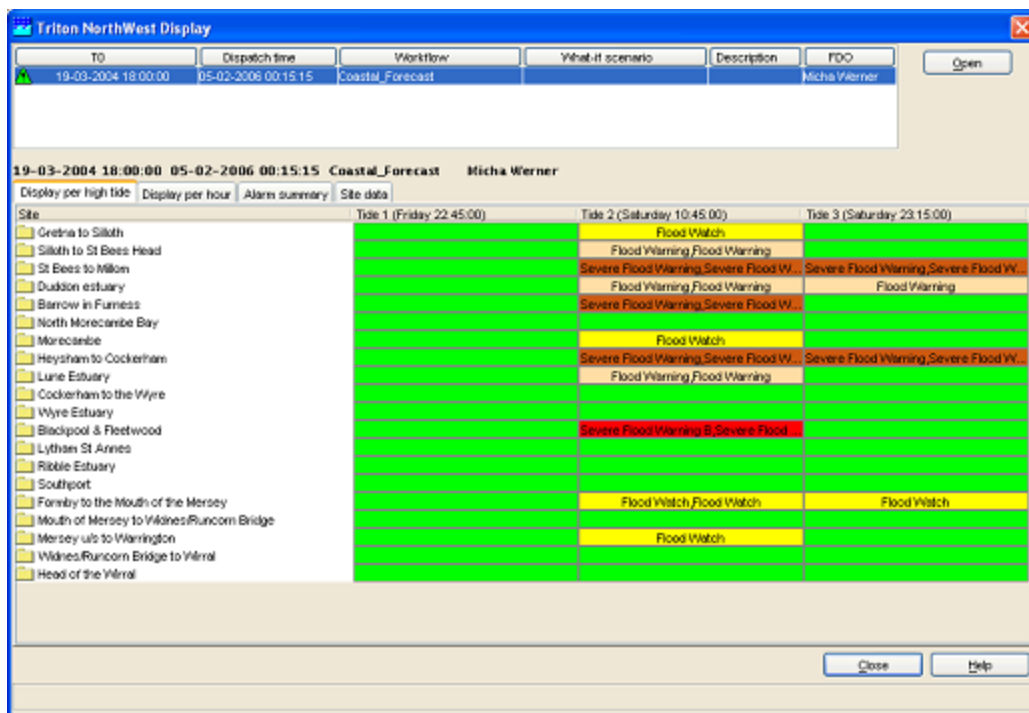 Triton NorthWest Display
T0 Dispatch time Workflow What-if scenario Description FDO
19-03-2004 18:00:00 05-02-2006 00:15:15 Coastal_Forecast Micha Werner
Open
19-03-2004 18:00:00 05-02-2006 00:15:15 Coastal_Forecast Micha Werner
Display per high tide Display per hour Alarm summary Site data
Site Tide 1 (Friday 22:45:00) Tide 2 (Saturday 10:45:00) Tide 3 (Saturday 23:15:00)
Gretna to Silloth Flood Watch
Silloth to St Bees Head Flood Warning,Flood Warning
St Bees to Millom Severe Flood Warning,Severe Flood W... Severe Flood Warning,Severe Flood W...
Duddon estuary Flood Warning,Flood Warning Flood Warning
Barrow in Furness Severe Flood Warning,Severe Flood W...
North Morecambe Bay
Morecambe Flood Watch
Heysham to Cockerham Severe Flood Warning,Severe Flood W... Severe Flood Warning,Severe Flood W...
Lune Estuary Flood Warning,Flood Warning
Cockerham to the Wyre
Wyre Estuary
Blackpool & Fleetwood Severe Flood Warning B,Severe Flood ...
Lytham St Annes
Ribble Estuary
Southport
Formby to the Mouth of the Mersey Flood Watch,Flood Watch Flood Watch
Mouth of Mersey to Widnes/Runcorn Bridge
Mersey u/s to Warrington Flood Watch
Widnes/Runcorn Bridge to Wirral
Head of the Wirral
Close Help